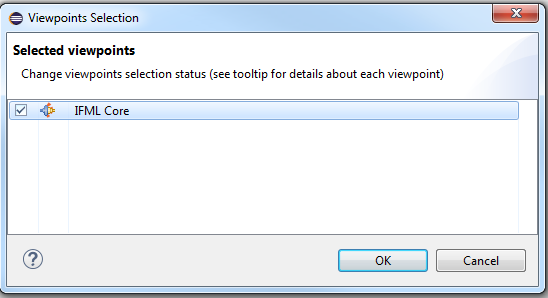 Viewpoints Selection
Selected viewpoints
Change viewpoints selection status (see tooltip for details about each viewpoint)
IFML Core
OK
Cancel